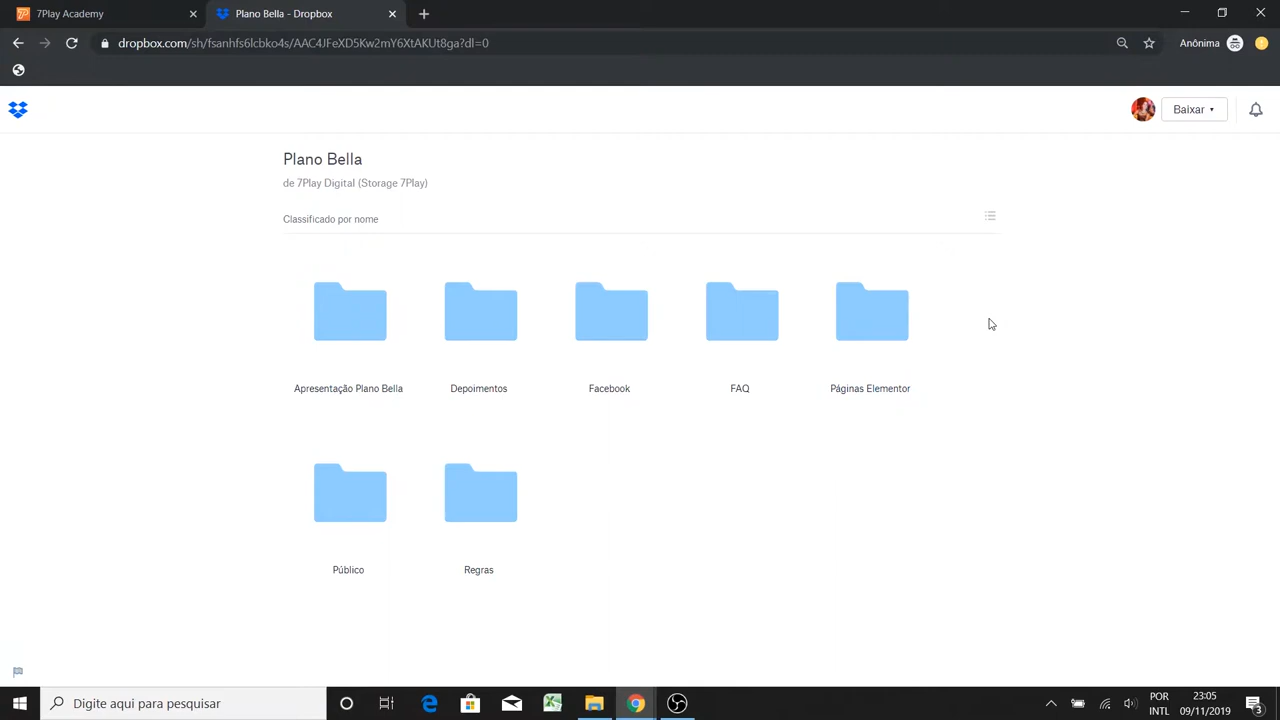 7Play Academy
Plano Bella - Dropbox
dropbox.com/sh/fsanhfs6lcbko4s/AAC4JFeXD5Kw2mY6XtAKUt8ga?dl=0
Anônima
Baixar
Plano Bella
de 7Play Digital (Storage 7Play)
Classificado por nome
Apresentação Plano Bella
Depoimentos
Facebook
FAQ
Páginas Elementor
Público
Regras
Digite aqui para pesquisar
POR
INTL
23:05
09/11/2019
3